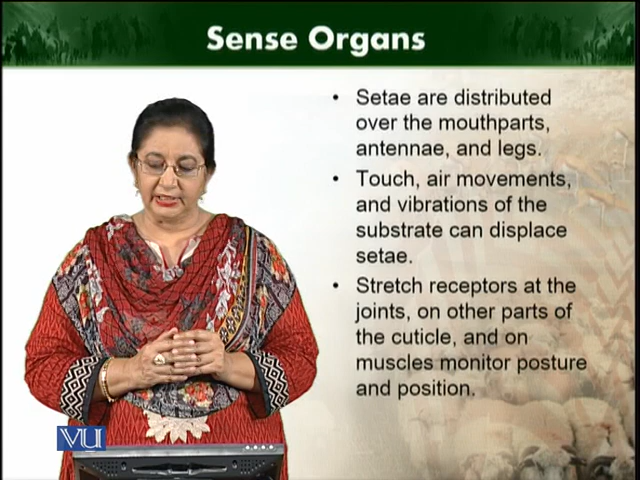 Sense Organs
• Setae are distributed
over the mouthparts,
antennae, and legs.
• Touch, air movements,
and vibrations of the
substrate can displace
setae.
• Stretch receptors at the
joints, on other parts of
the cuticle, and on
muscles monitor posture
and position.
VU